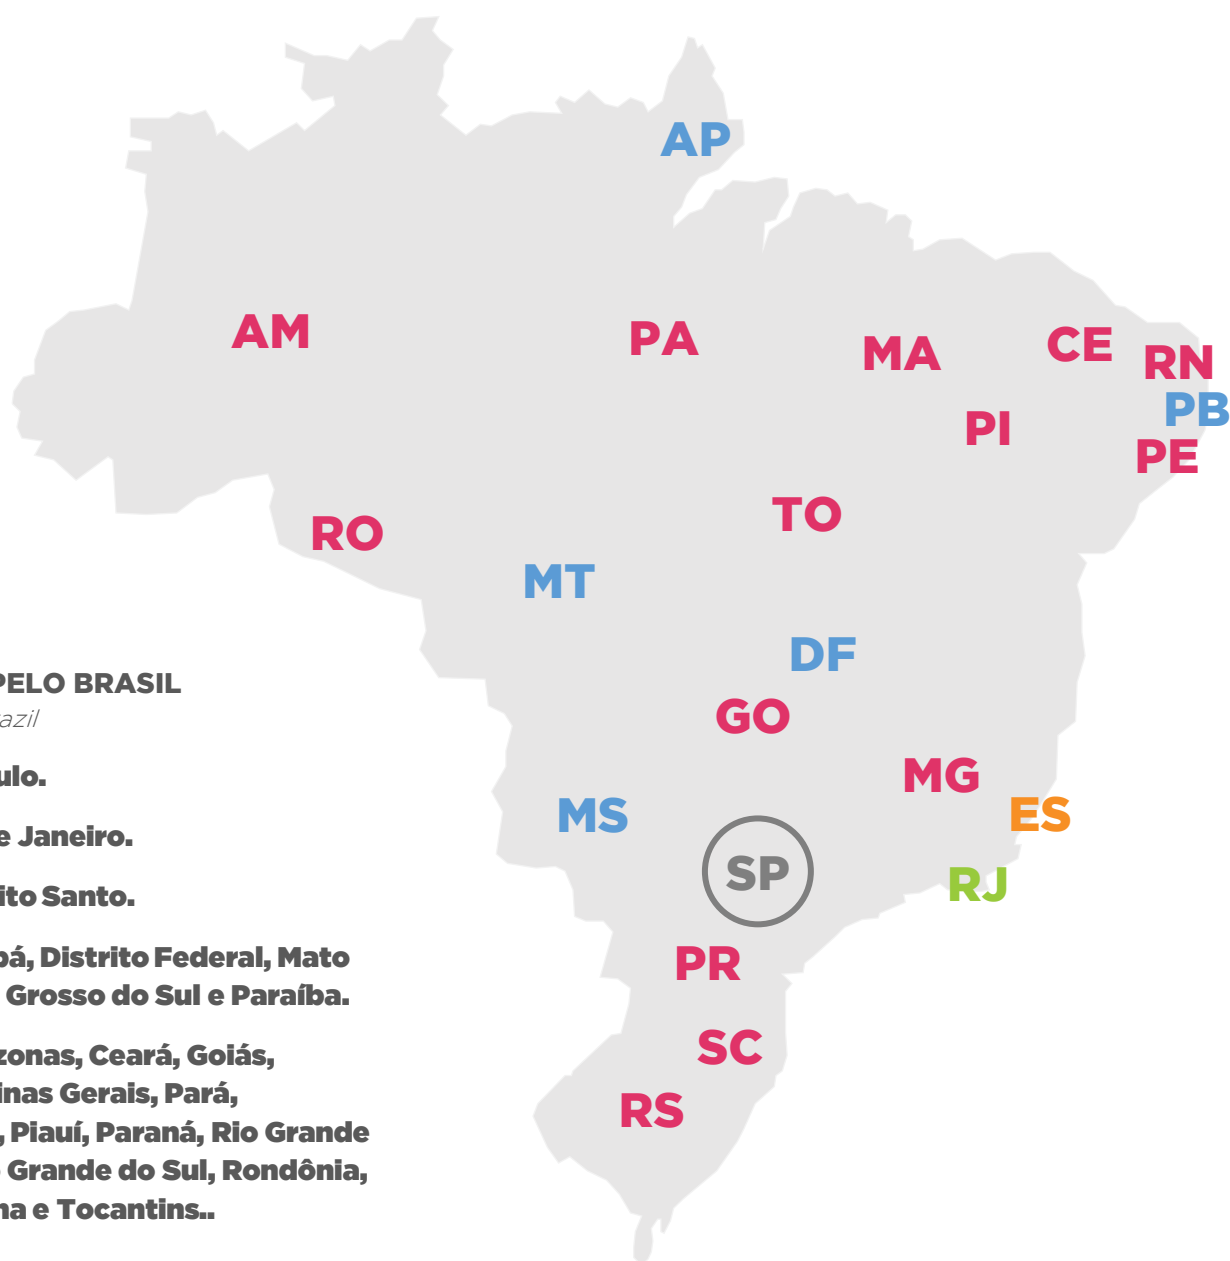 AP
AM
PA
MA
CE
RN
PB
PI
PE
RO
TO
MT
DF
GO
MG
MS
ES
SP
RJ
PR
SC
RS
PELO BRASIL
azil
ulo.
e Janeiro.
ito Santo.
pá, Distrito Federal, Mato
Grosso do Sul e Paraíba.
zonas, Ceará, Goiás,
inas Gerais, Pará,
, Piauí, Paraná, Rio Grande
Grande do Sul, Rondônia,
na e Tocantins..